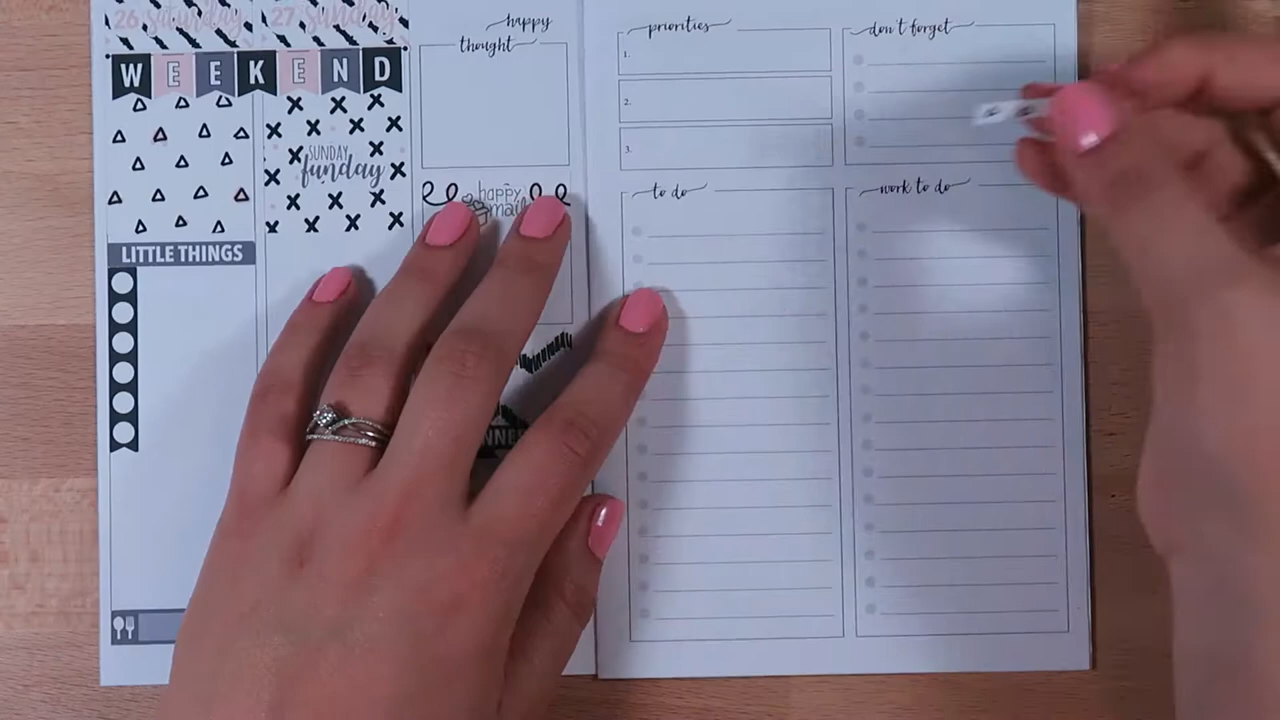 26 saturday
27 sunday
WEEKEND
SUNDAY
funday
LITTLE THINGS
happy
thought
happy
mail
priorities
1.
2.
3.
don't forget
to do
work to do